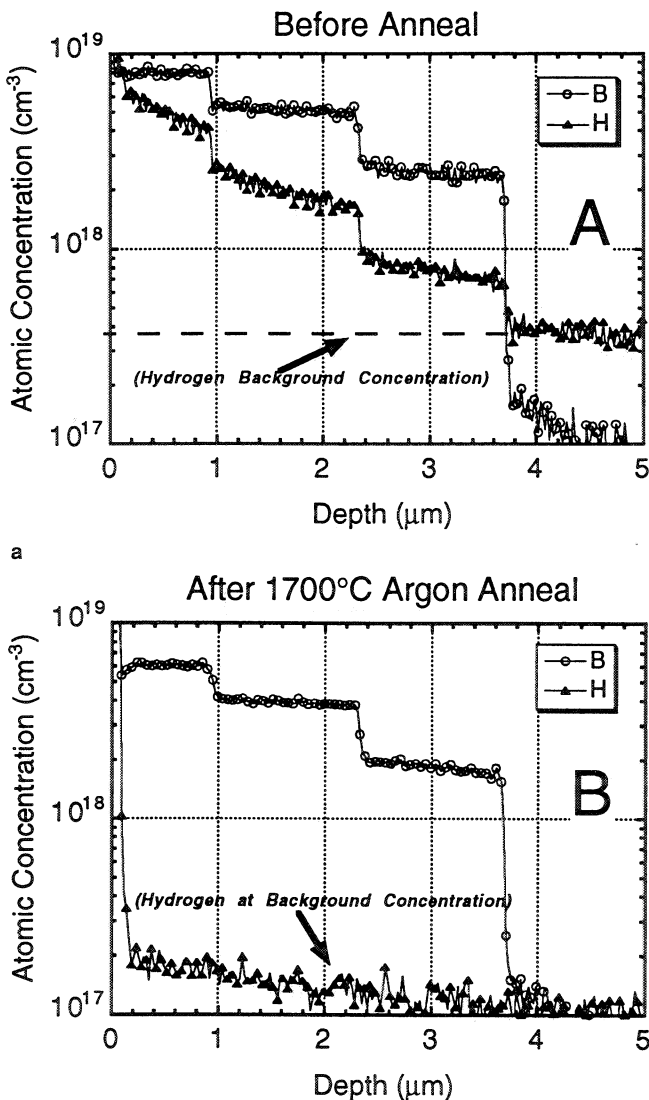 Before Anneal
10^19
B
H
A
10^18
(Hydrogen Background Concentration)
10^17
Atomic Concentration (cm^-3)
0 1 2 3 4 5
Depth (μm)
a
After 1700°C Argon Anneal
10^19
B
H
B
10^18
(Hydrogen at Background Concentration)
10^17
Atomic Concentration (cm^-3)
0 1 2 3 4 5
Depth (μm)